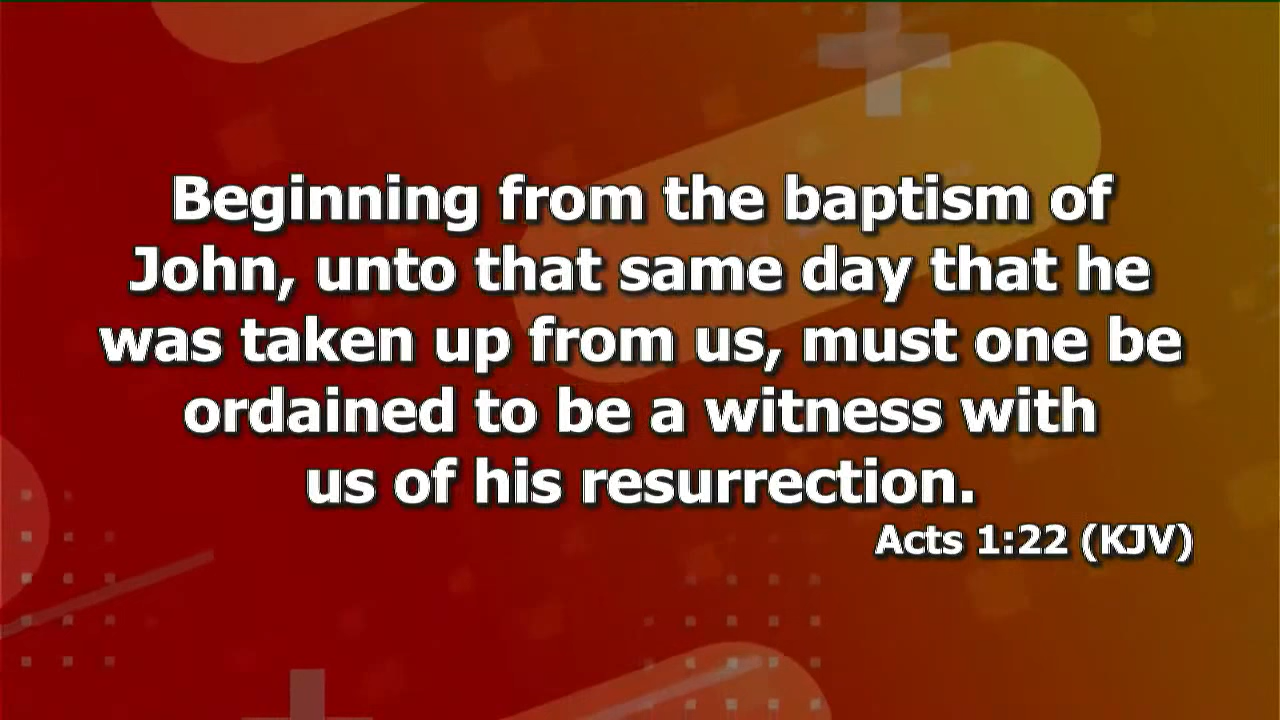 Beginning from the baptism of
John, unto that same day that he
was taken up from us, must one be
ordained to be a witness with
us of his resurrection.
Acts 1:22 (KJV)